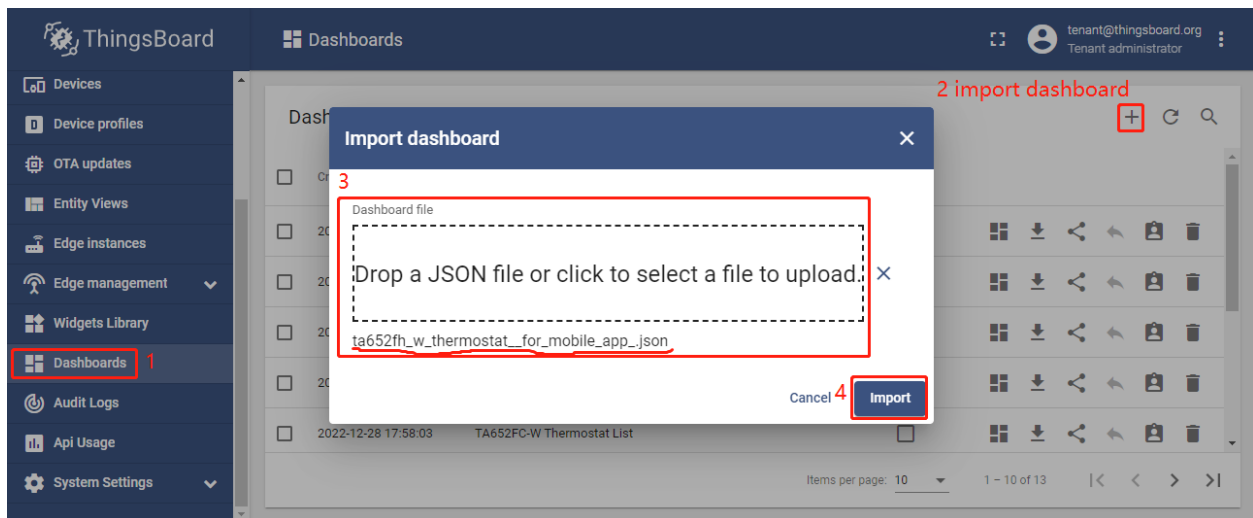 ThingsBoard
Dashboards
tenant@thingsboard.org
Tenant administrator
Devices
Device profiles
OTA updates
Entity Views
Edge instances
Edge management
Widgets Library
Dashboards 1
Audit Logs
Api Usage
System Settings
2 import dashboard
Import dashboard
3
Dashboard file
Drop a JSON file or click to select a file to upload.
ta652fh_w_thermostat__for_mobile_app_.json
Cancel 4 Import
2022-12-28 17:58:03 TA652FC-W Thermostat List
Items per page: 10 1 – 10 of 13